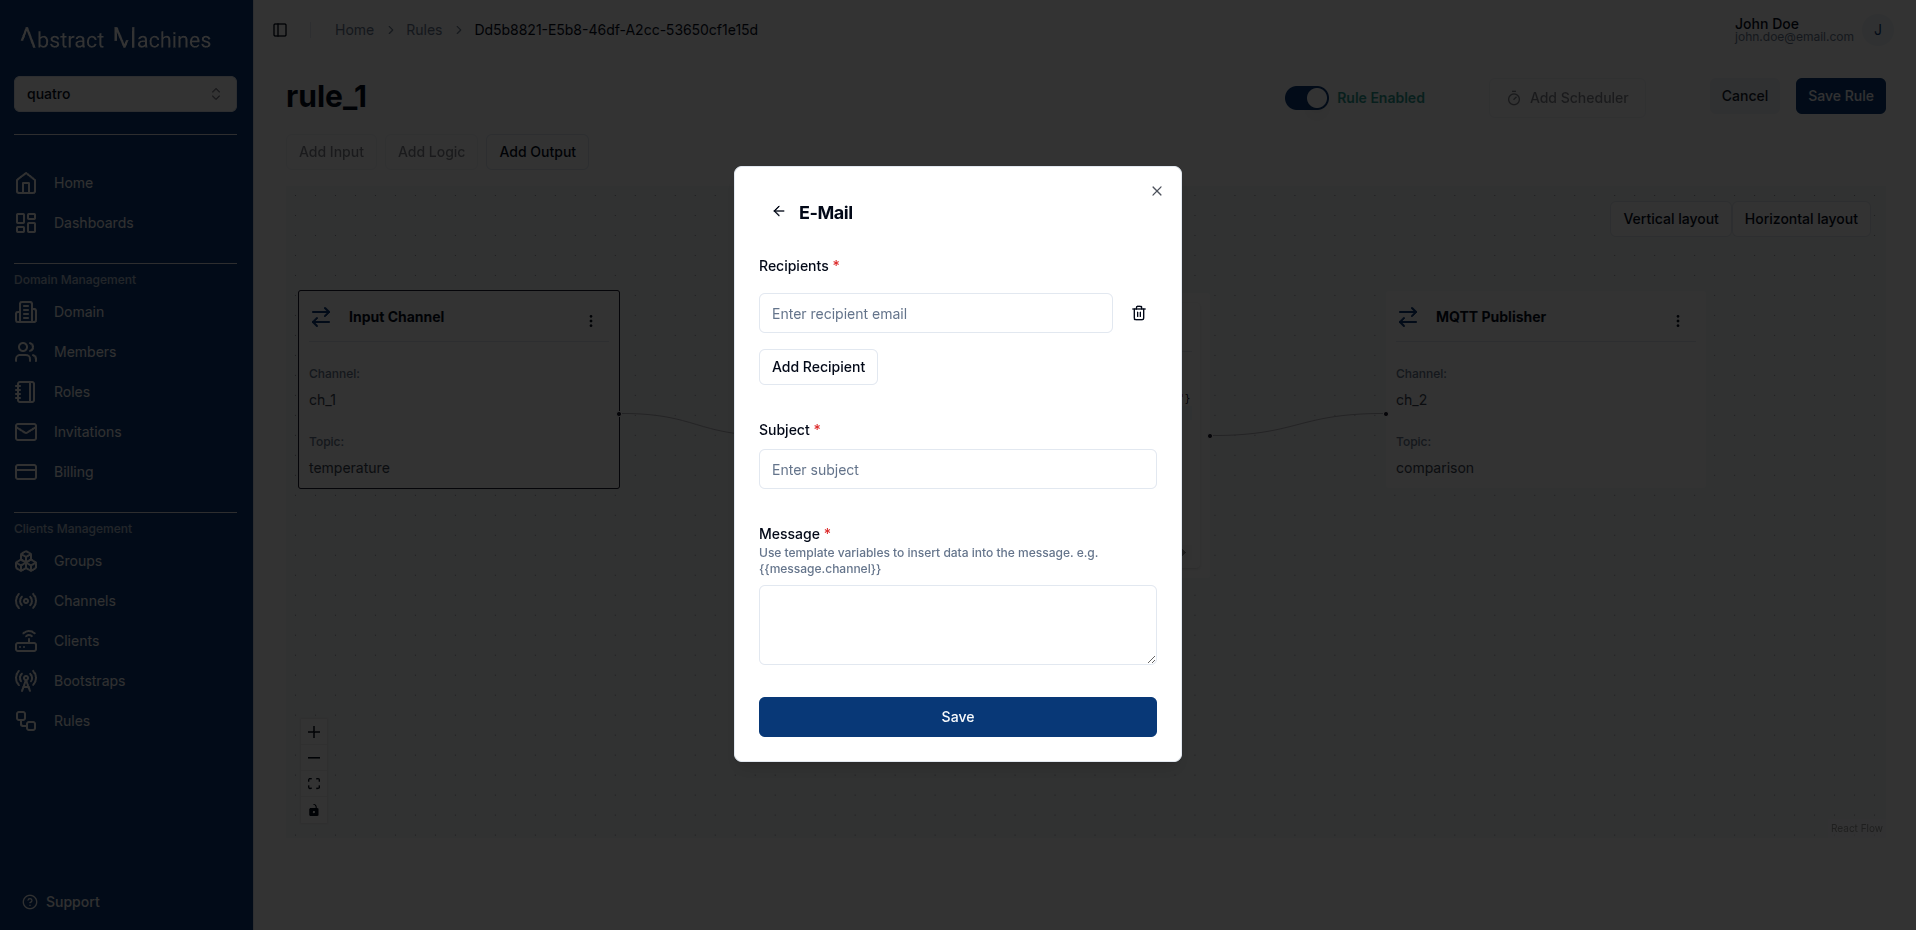 Abstract Machines
quatro
Home
Dashboards
Domain Management
Domain
Members
Roles
Invitations
Billing
Clients Management
Groups
Channels
Clients
Bootstraps
Rules
Support
Home > Rules > Dd5b8821-E5b8-46df-A2cc-53650cf1e15d
John Doe
john.doe@email.com
J
rule_1
Rule Enabled
Add Scheduler
Cancel
Save Rule
Add Input
Add Logic
Add Output
Vertical layout
Horizontal layout
Input Channel
Channel:
ch_1
Topic:
temperature
E-Mail
Recipients *
Enter recipient email
Add Recipient
Subject *
Enter subject
Message *
Use template variables to insert data into the message. e.g.
{{message.channel}}
Save
MQTT Publisher
Channel:
ch_2
Topic:
comparison
React Flow